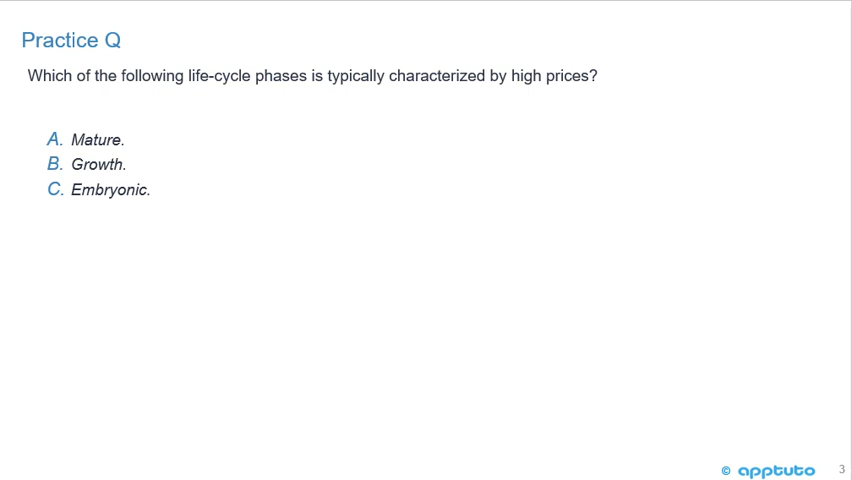 Practice Q
Which of the following life-cycle phases is typically characterized by high prices?
A. Mature.
B. Growth.
C. Embryonic.
© apptuto 3